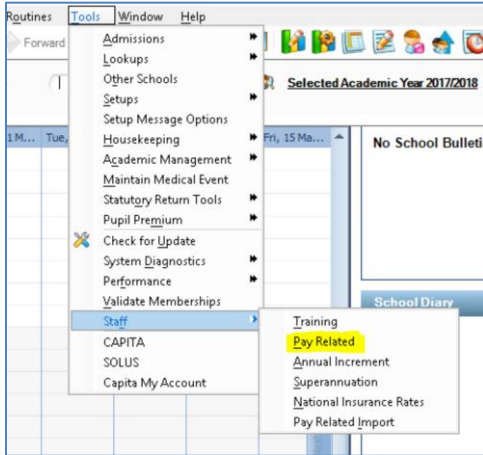 Routines Tools Window Help
Forward
Selected Academic Year 2017/2018
Admissions
Lookups
Other Schools
Setups
Setup Message Options
Housekeeping
Academic Management
Maintain Medical Event
Statutory Return Tools
Pupil Premium
Check for Update
System Diagnostics
Performance
Validate Memberships
Staff
CAPITA
SOLUS
Capita My Account
1 M... Tue,
Fri, 15 Ma...
No School Bulleti
School Diary
Training
Pay Related
Annual Increment
Superannuation
National Insurance Rates
Pay Related Import